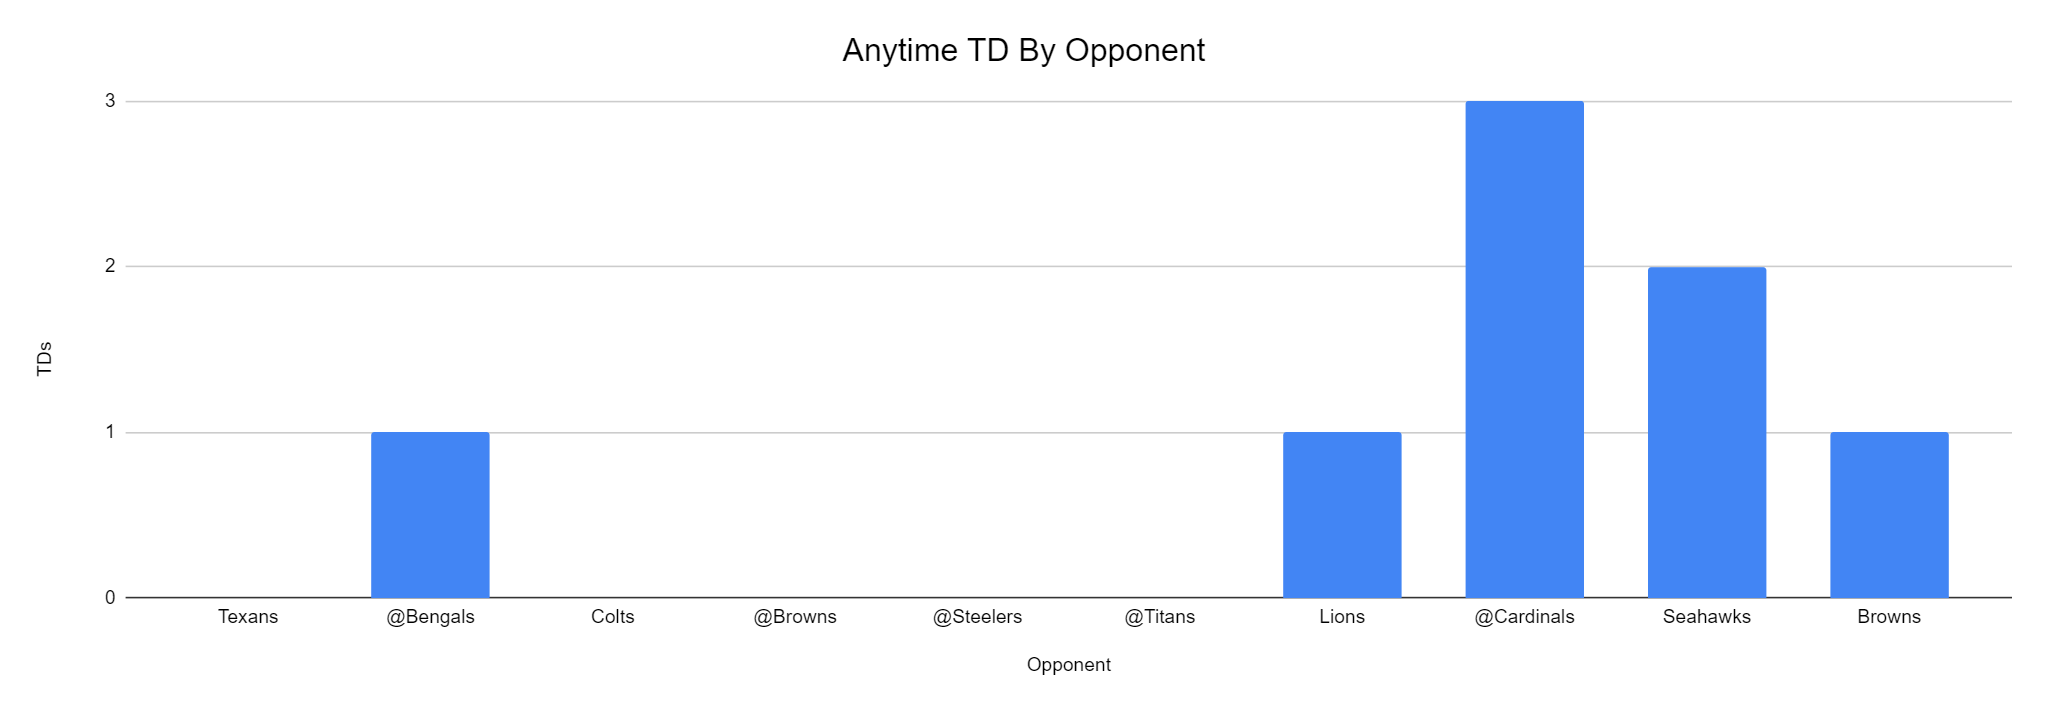 Anytime TD By Opponent
3
2
1
0
TDs
Texans @Bengals Colts @Browns @Steelers @Titans Lions @Cardinals Seahawks Browns
Opponent